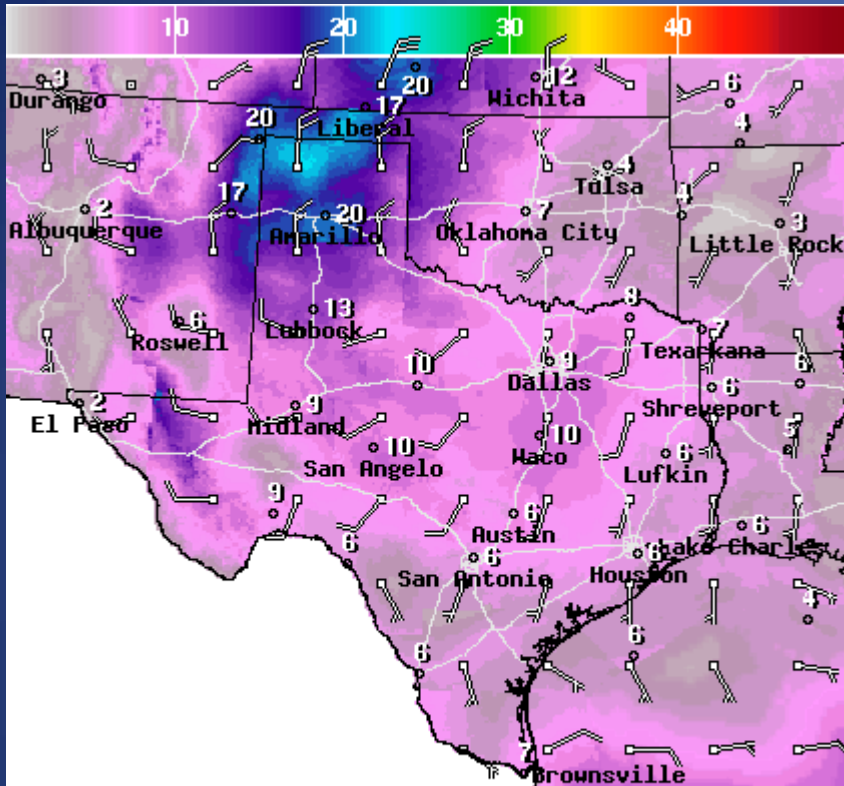 10 20 30 40
3
20
12
6
Durango
Wichita
17
20
Liberal
4
4
Tulsa
2
17
20
7
4
3
Albuquerque
Amarillo
Oklahoma City
Little Rock
13
8
6
Lubbock
7
Roswell
Texarkana
10
9
6
Dallas
6
2
9
Shreveport
El Paso
Midland
10
10
6
5
San Angelo
Waco
Lufkin
9
6
6
Austin
Lake Charles
6
6
6
San Antonio
Houston
4
6
6
7
Brownsville